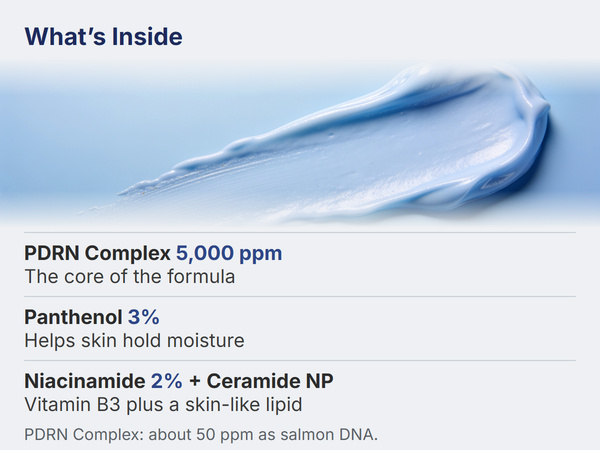 What’s Inside
PDRN Complex 5,000 ppm
The core of the formula
Panthenol 3%
Helps skin hold moisture
Niacinamide 2% + Ceramide NP
Vitamin B3 plus a skin-like lipid
PDRN Complex: about 50 ppm as salmon DNA.